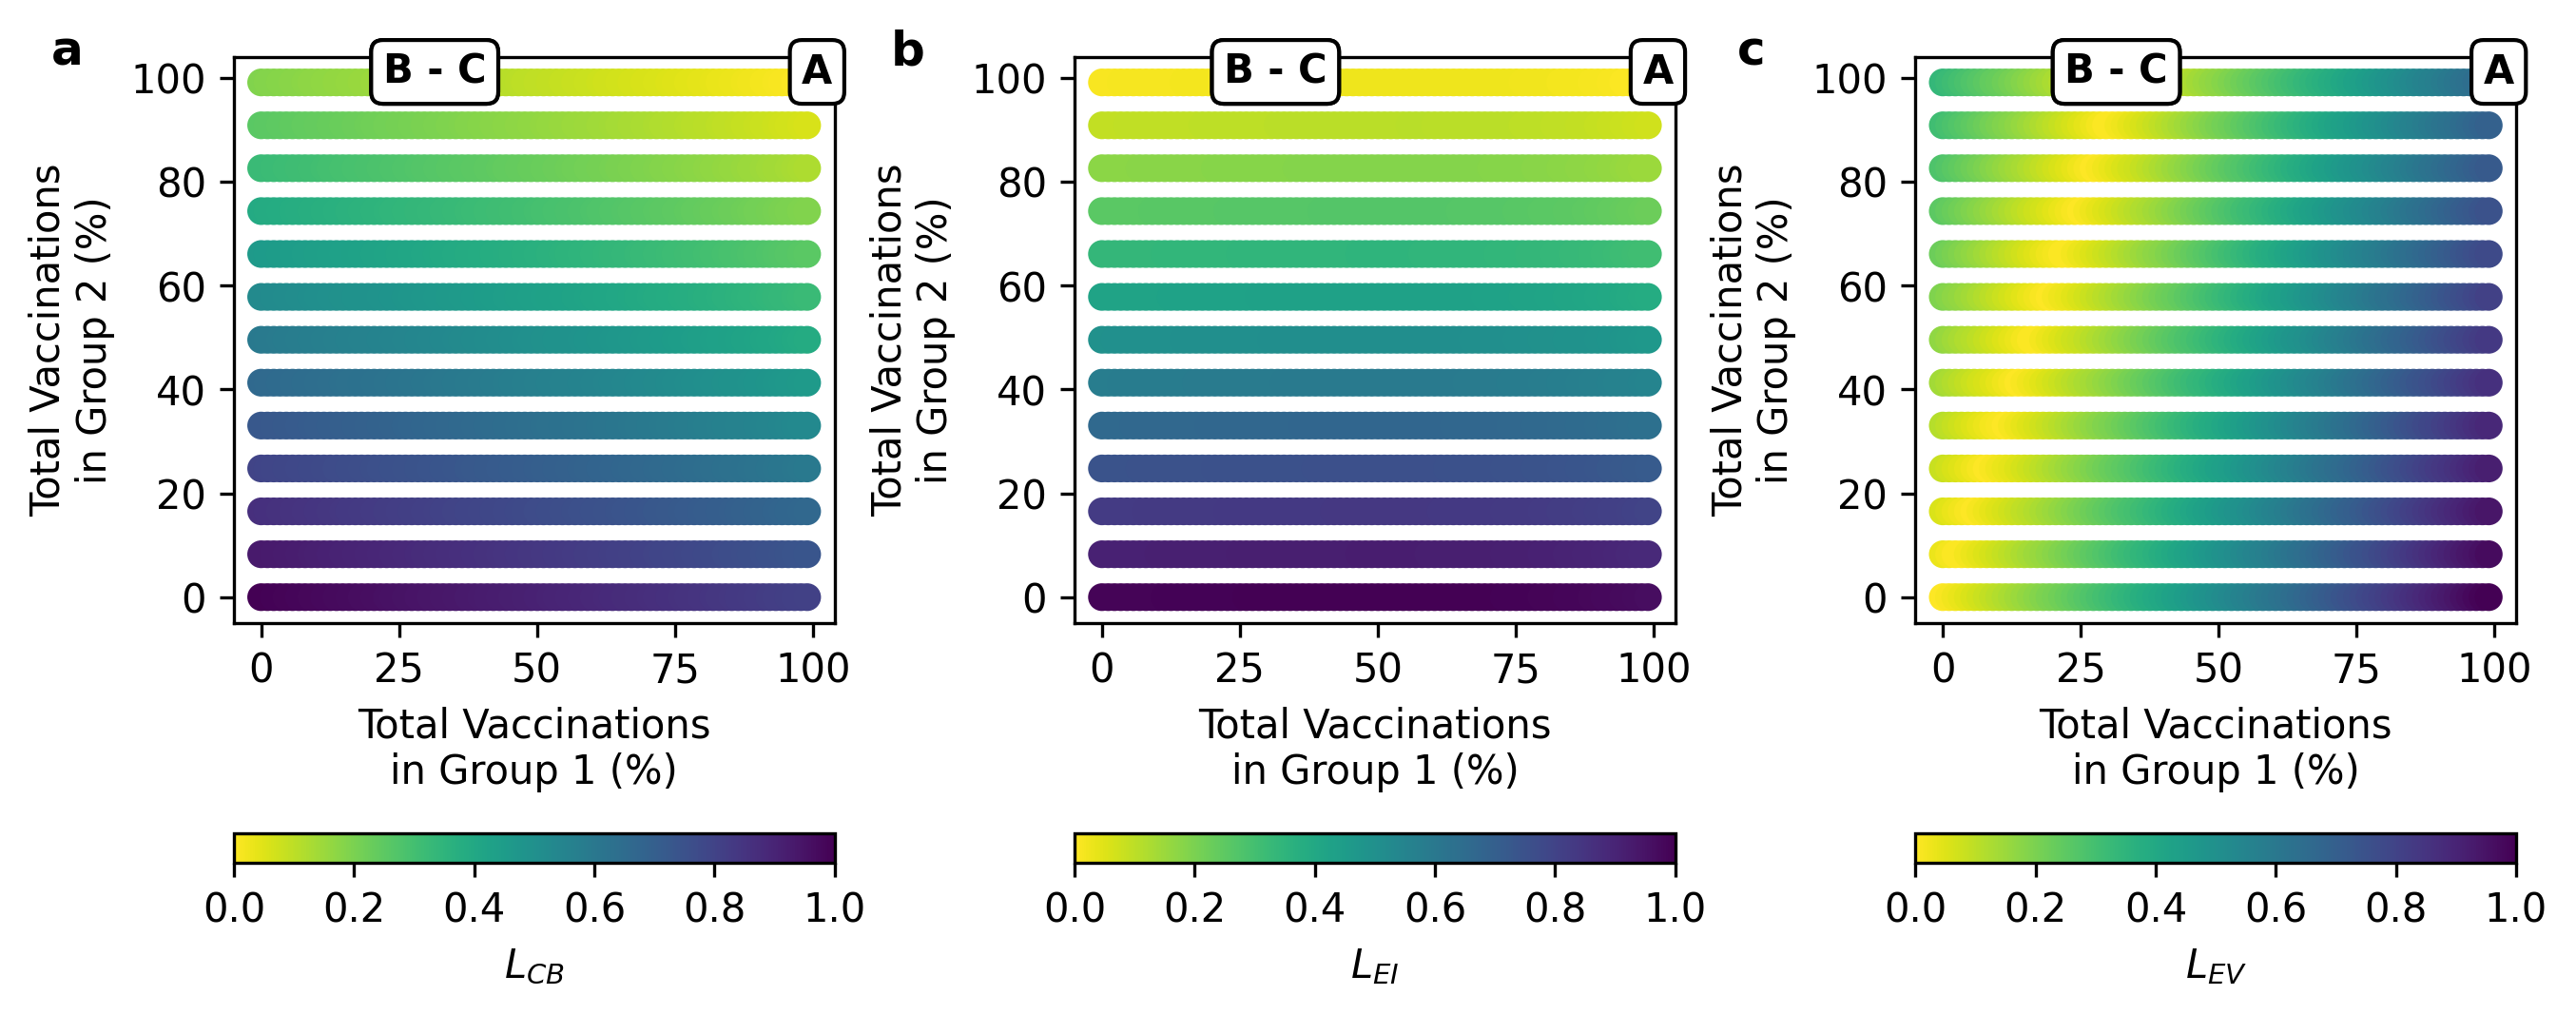 a
B - C
A
100
80
60
40
20
0
Total Vaccinations
in Group 2 (%)
0 25 50 75 100
Total Vaccinations
in Group 1 (%)
0.0 0.2 0.4 0.6 0.8 1.0
L_CB
b
B - C
A
100
80
60
40
20
0
Total Vaccinations
in Group 2 (%)
0 25 50 75 100
Total Vaccinations
in Group 1 (%)
0.0 0.2 0.4 0.6 0.8 1.0
L_EI
c
B - C
A
100
80
60
40
20
0
Total Vaccinations
in Group 2 (%)
0 25 50 75 100
Total Vaccinations
in Group 1 (%)
0.0 0.2 0.4 0.6 0.8 1.0
L_EV